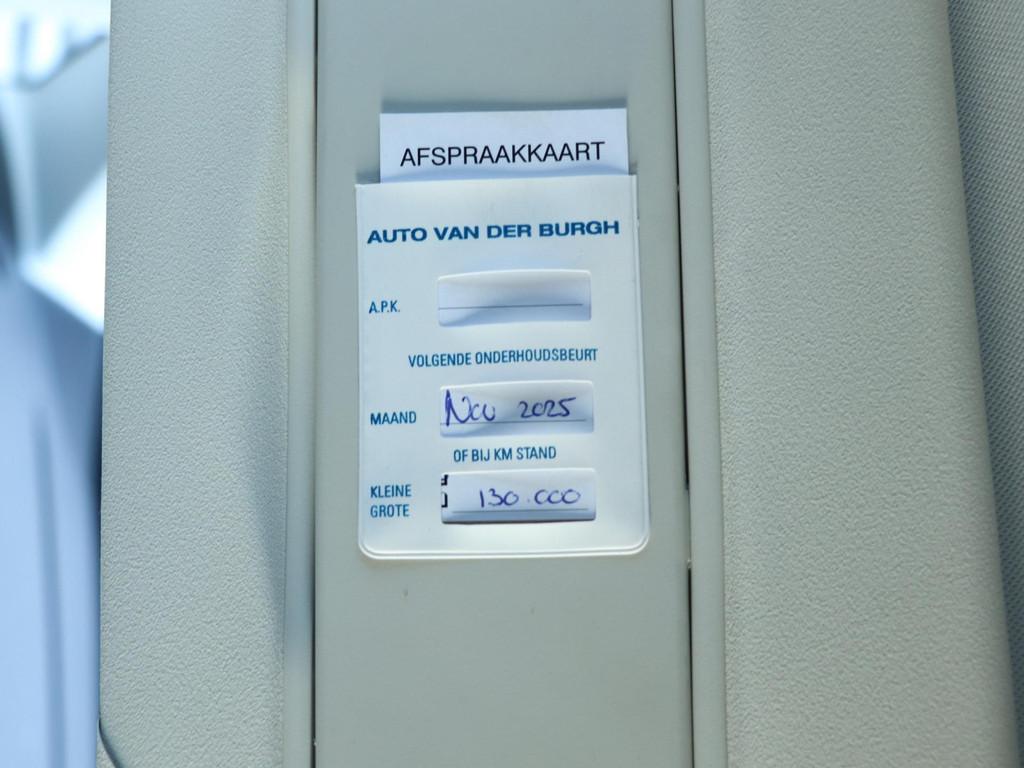 AFSPRAAKKAART
AUTO VAN DER BURGH
A.P.K.
VOLGENDE ONDERHOUDSBEURT
MAAND Nov 2025
OF BIJ KM STAND
KLEINE
GROTE 130.000